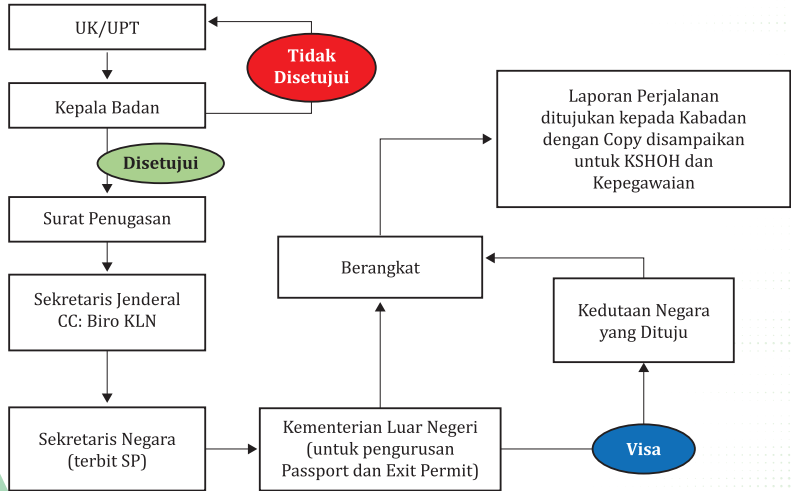 UK/UPT
Tidak
Disetujui
Kepala Badan
Disetujui
Surat Penugasan
Sekretaris Jenderal
CC: Biro KLN
Sekretaris Negara
(terbit SP)
Kementerian Luar Negeri
(untuk pengurusan
Passport dan Exit Permit)
Visa
Kedutaan Negara
yang Dituju
Berangkat
Laporan Perjalanan
ditujukan kepada Kabadan
dengan Copy disampaikan
untuk KSHOH dan
Kepegawaian